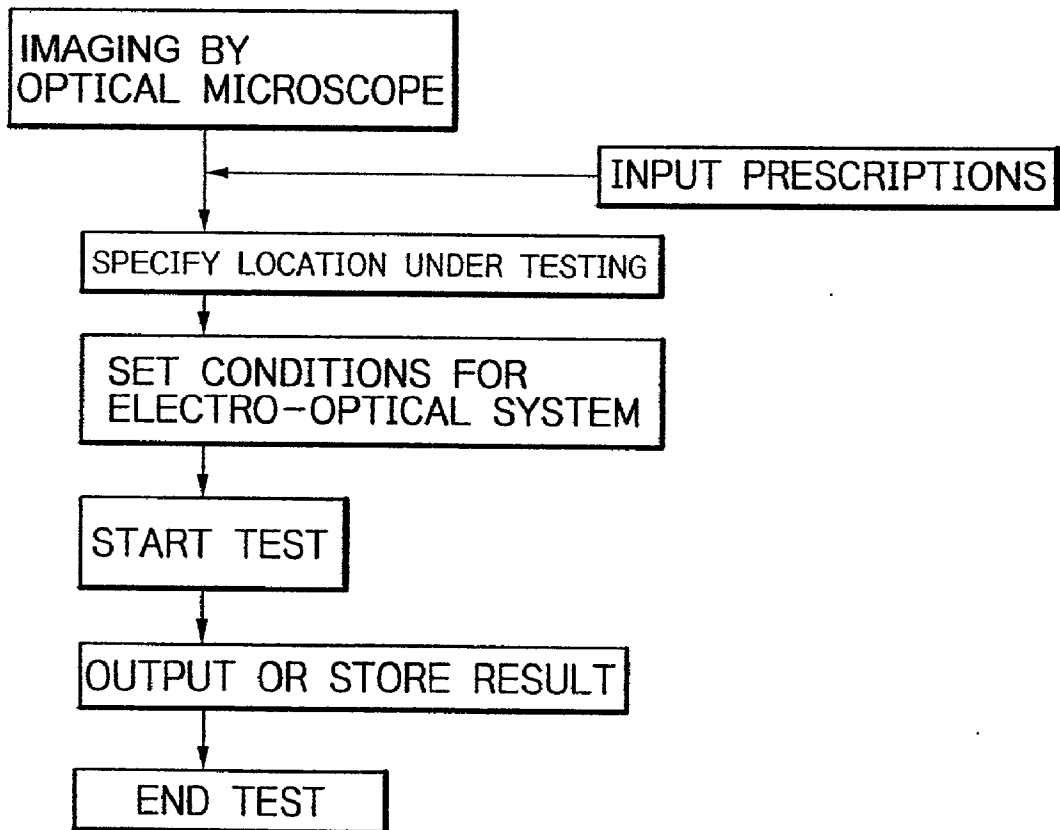 IMAGING BY
OPTICAL MICROSCOPE
INPUT PRESCRIPTIONS
SPECIFY LOCATION UNDER TESTING
SET CONDITIONS FOR
ELECTRO-OPTICAL SYSTEM
START TEST
OUTPUT OR STORE RESULT
END TEST